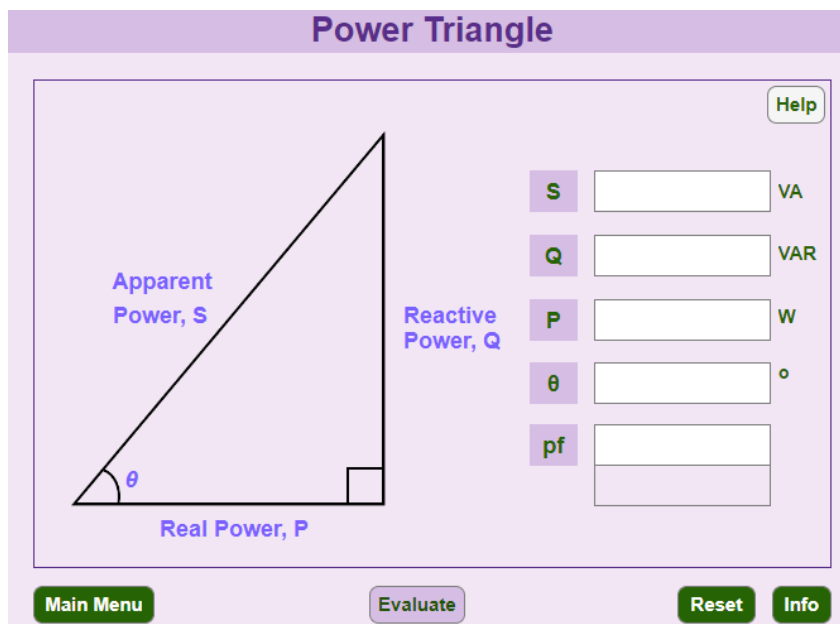 Power Triangle
Help
S
VA
Q
VAR
P
W
θ
o
pf
Apparent
Power, S
Reactive
Power, Q
θ
Real Power, P
Main Menu
Evaluate
Reset
Info